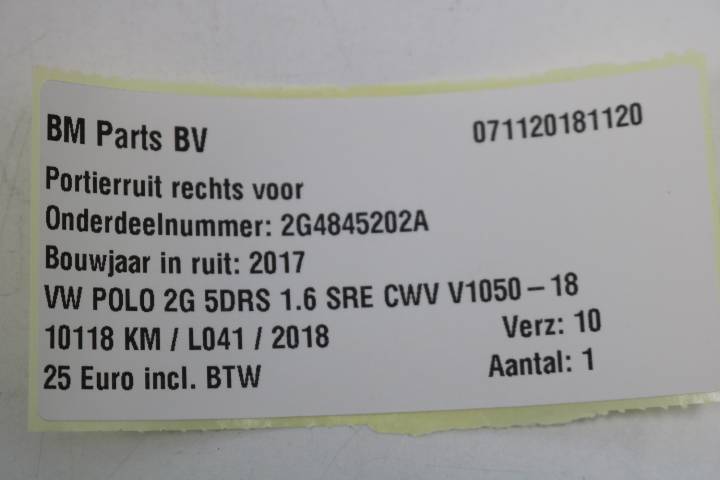 BM Parts BV 071120181120
Portierruit rechts voor
Onderdeelnummer: 2G4845202A
Bouwjaar in ruit: 2017
VW POLO 2G 5DRS 1.6 SRE CWV V1050 – 18
10118 KM / L041 / 2018 Verz: 10
25 Euro incl. BTW Aantal: 1